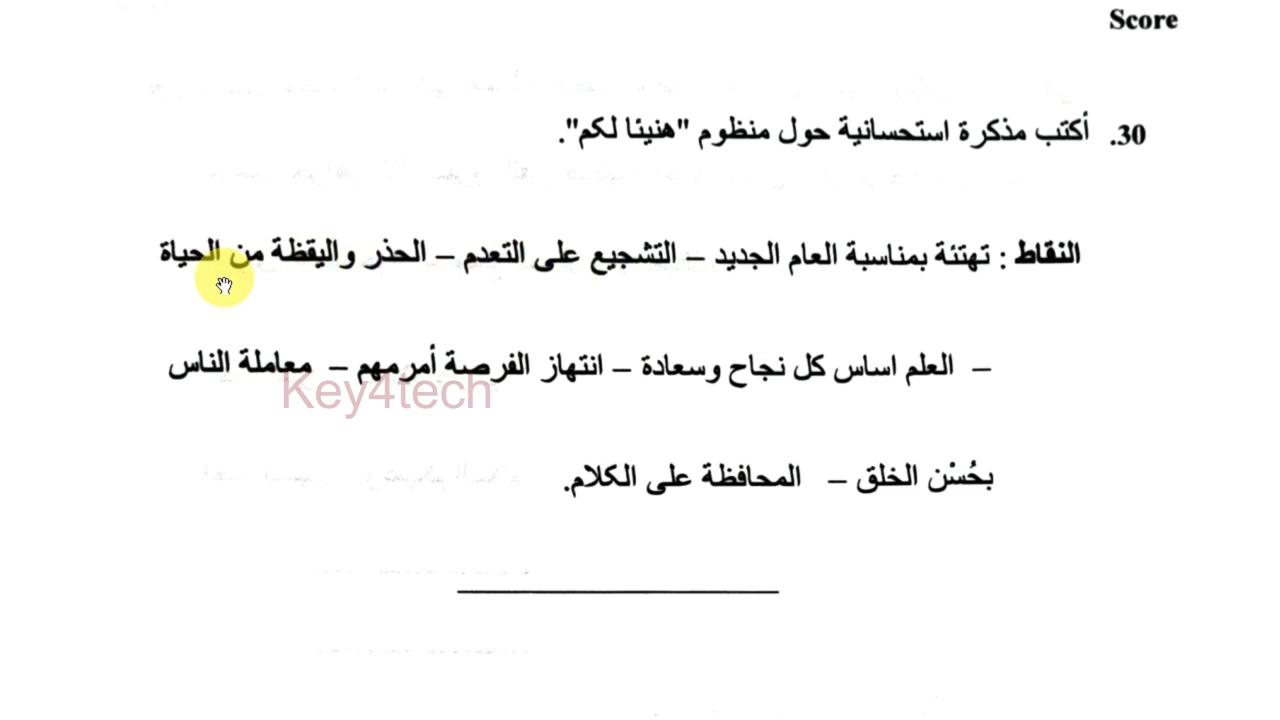 Score
30. أكتب مذكرة استحسانية حول منظوم "هنيئا لكم".
النقاط : تهتئة بمناسبة العام الجديد – التشجيع على التعدم – الحذر واليقظة من الحياة
– العلم اساس كل نجاح وسعادة – انتهاز الفرصة أمرمهم – معاملة الناس
Key4tech
بحُسْن الخلق – المحافظة على الكلام.